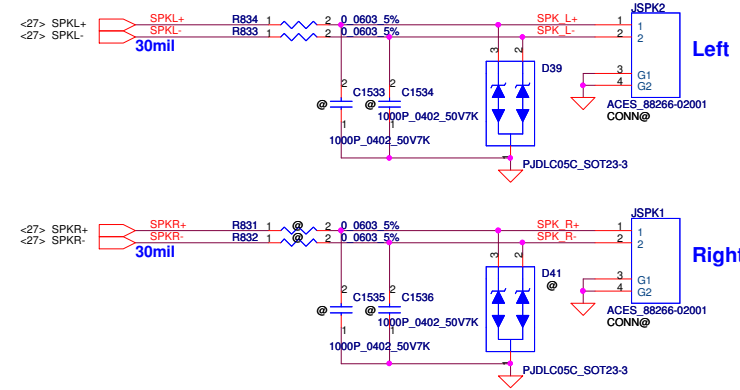 JSPK2
<27> SPKL+ SPKL+ R834 1 2 0_0603_5% SPK_L+ 1 1
<27> SPKL- SPKL- R833 1 2 0_0603_5% SPK_L- 2 2
30mil
Left
3 2
D39
3 G1
4 G2
2 2
C1533 C1534
@ @
1000P_0402_50V7K
1 1
1000P_0402_50V7K
ACES_88266-02001
CONN@
PJDLC05C_SOT23-3
JSPK1
<27> SPKR+ SPKR+ R831 1 @ 2 0_0603_5% SPK_R+ 1 1
<27> SPKR- SPKR- R832 1 @ 2 0_0603_5% SPK_R- 2 2
30mil
Right
3 2
D41
@
3 G1
4 G2
2 2
C1535 C1536
@ @
1000P_0402_50V7K
1 1
1000P_0402_50V7K
ACES_88266-02001
CONN@
PJDLC05C_SOT23-3